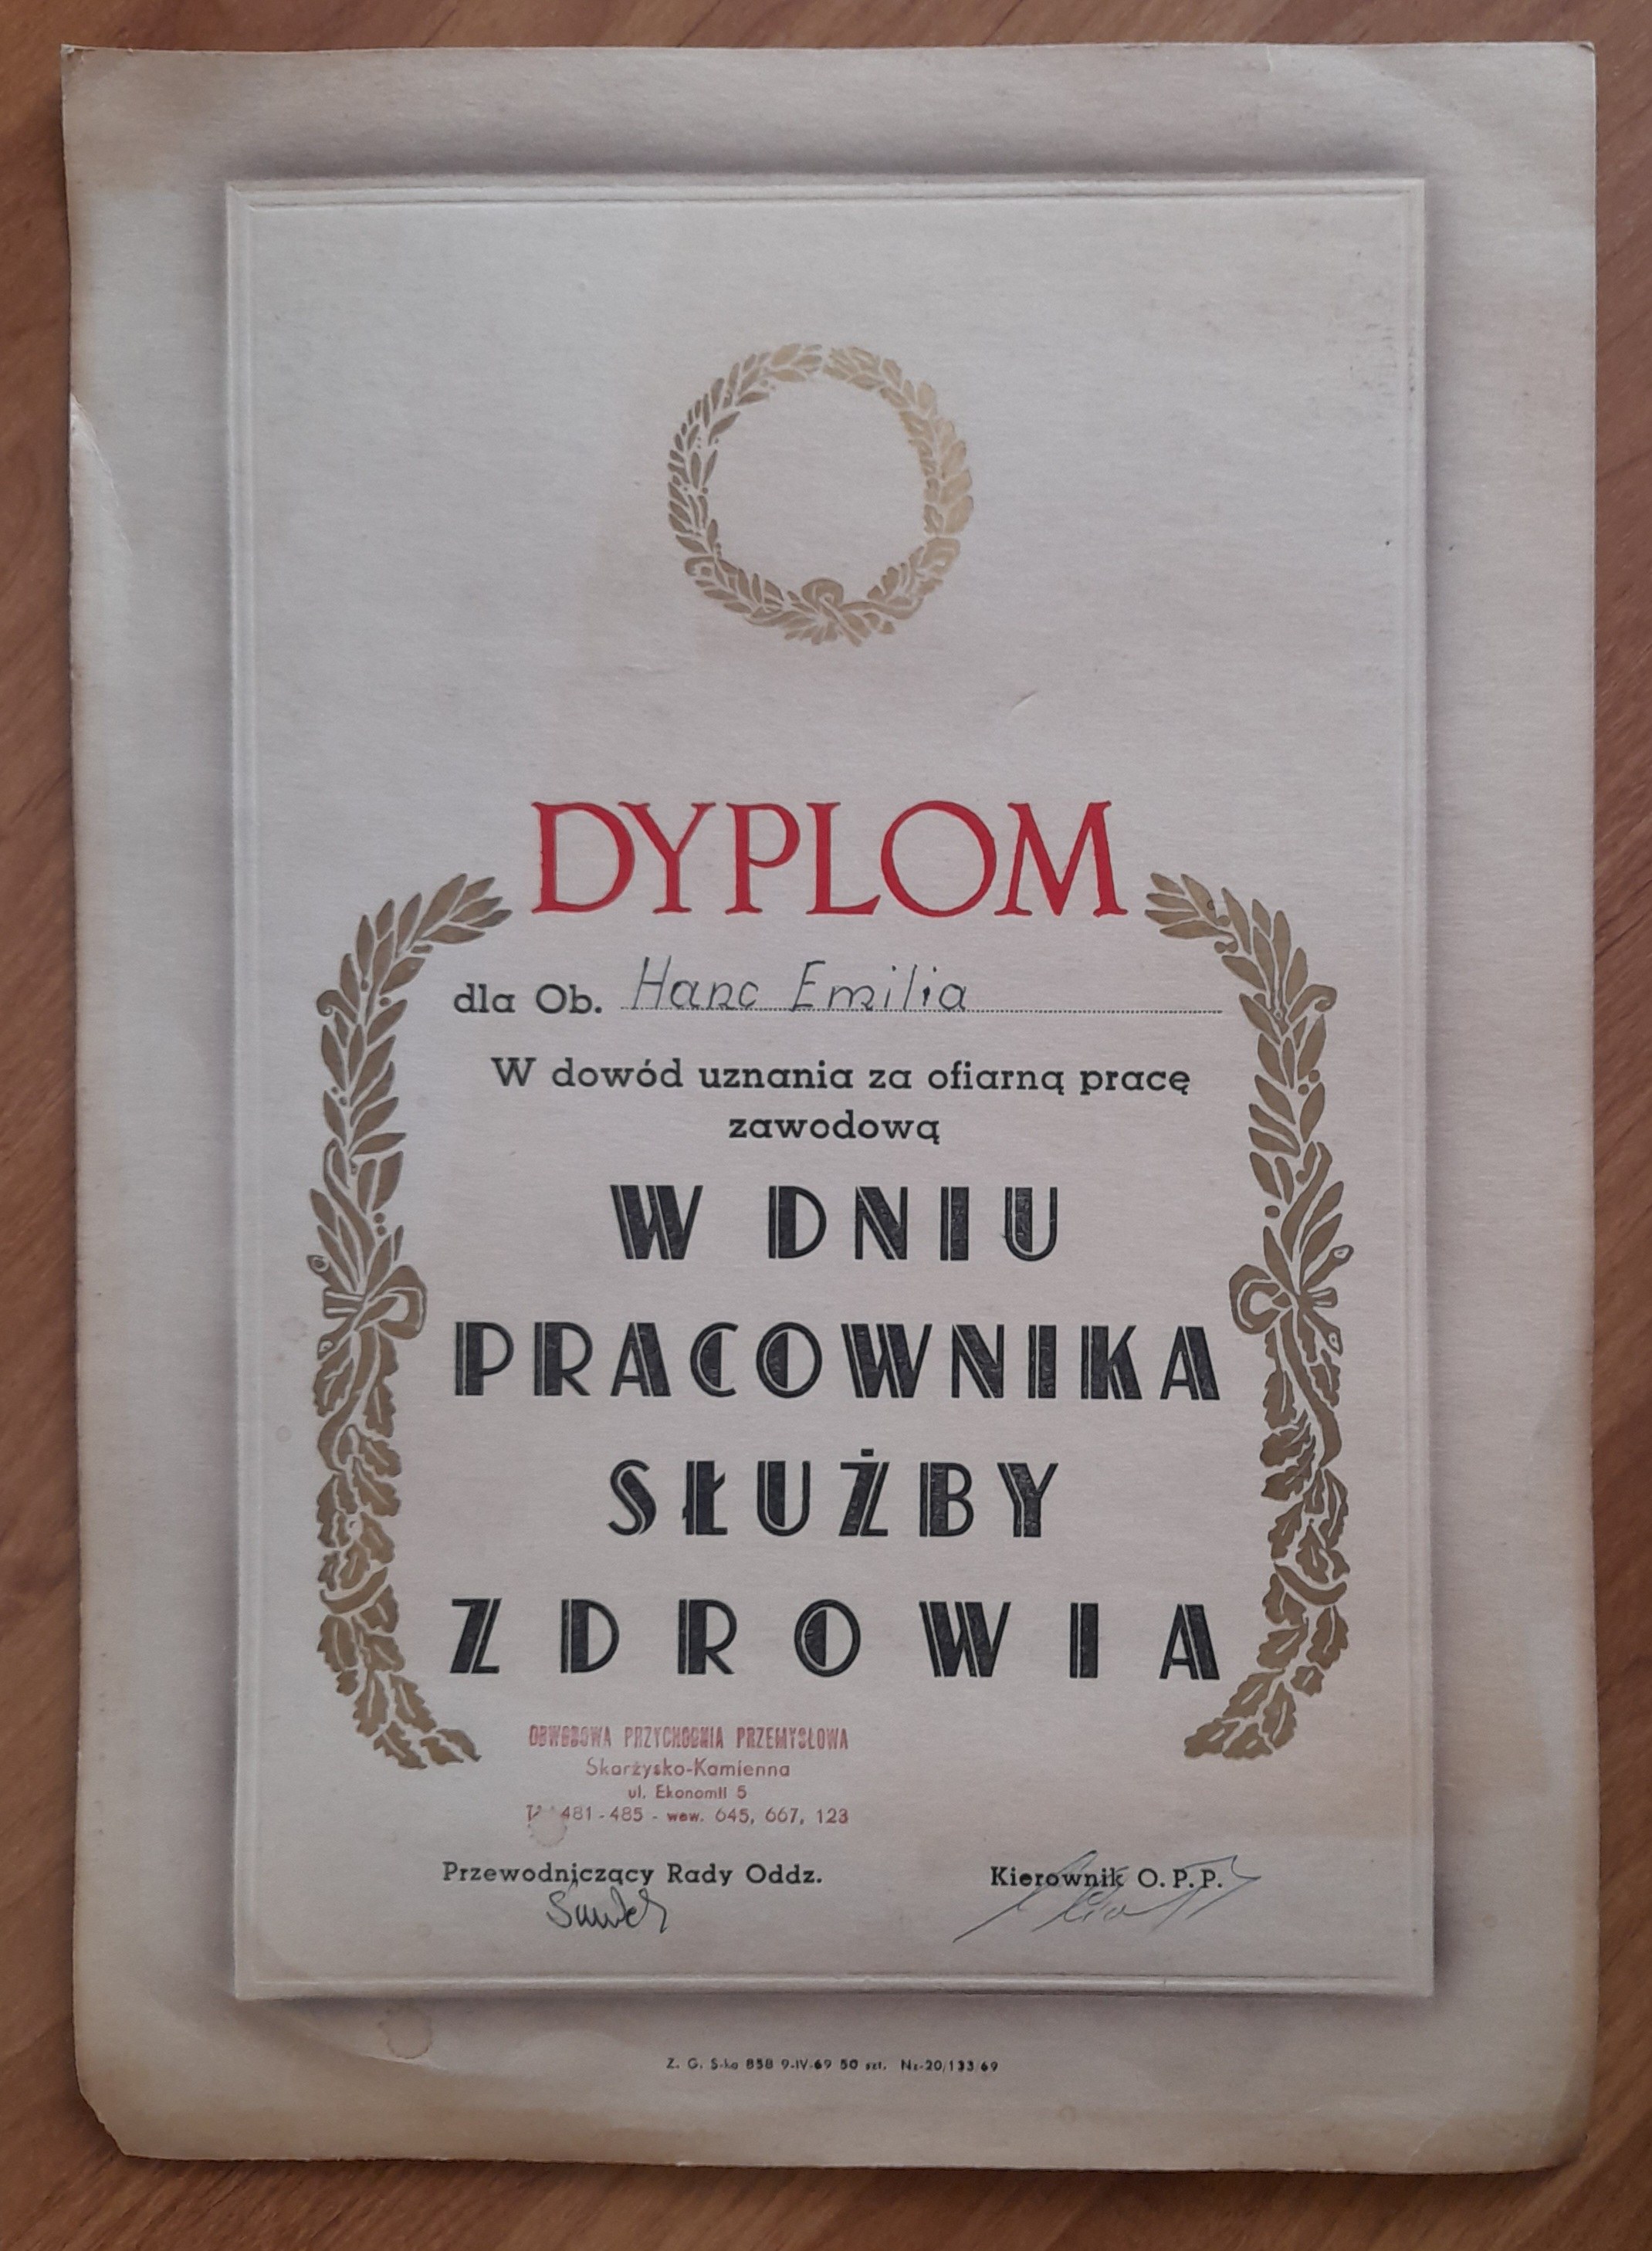 DYPLOM
dla Ob. Hanc Emilia
W dowód uznania za ofiarną pracę
zawodową
W DNIU
PRACOWNIKA
SŁUŻBY
ZDROWIA
OBWODOWA PRZYCHODNIA PRZEMYSŁOWA
Skarżysko-Kamienna
ul. Ekonomii 5
481-485 - wew. 645, 667, 123
Przewodniczący Rady Oddz.
Kierownik O. P. P.
Z. G. S-ko 858 9-IV-69 50 szt. Nz-20/133/69